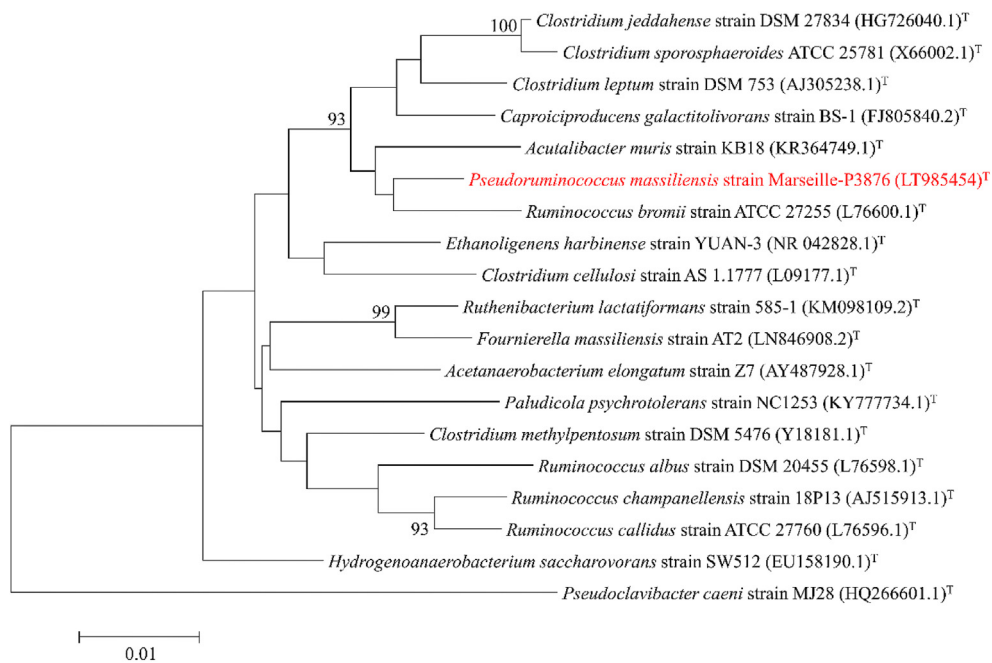 100
Clostridium jeddahense strain DSM 27834 (HG726040.1)ᵀ
Clostridium sporosphaeroides ATCC 25781 (X66002.1)ᵀ
Clostridium leptum strain DSM 753 (AJ305238.1)ᵀ
Caproiciproducens galactitolivorans strain BS-1 (FJ805840.2)ᵀ
93
Acutalibacter muris strain KB18 (KR364749.1)ᵀ
Pseudoruminococcus massiliensis strain Marseille-P3876 (LT985454)ᵀ
Ruminococcus bromii strain ATCC 27255 (L76600.1)ᵀ
Ethanoligenens harbinense strain YUAN-3 (NR 042828.1)ᵀ
Clostridium cellulosi strain AS 1.1777 (L09177.1)ᵀ
Ruthenibacterium lactatiformans strain 585-1 (KM098109.2)ᵀ
99
Fournierella massiliensis strain AT2 (LN846908.2)ᵀ
Acetanaerobacterium elongatum strain Z7 (AY487928.1)ᵀ
Paludicola psychrotolerans strain NC1253 (KY777734.1)ᵀ
Clostridium methylpentosum strain DSM 5476 (Y18181.1)ᵀ
Ruminococcus albus strain DSM 20455 (L76598.1)ᵀ
Ruminococcus champanellensis strain 18P13 (AJ515913.1)ᵀ
93
Ruminococcus callidus strain ATCC 27760 (L76596.1)ᵀ
Hydrogenoanaerobacterium saccharovorans strain SW512 (EU158190.1)ᵀ
Pseudoclavibacter caeni strain MJ28 (HQ266601.1)ᵀ
0.01